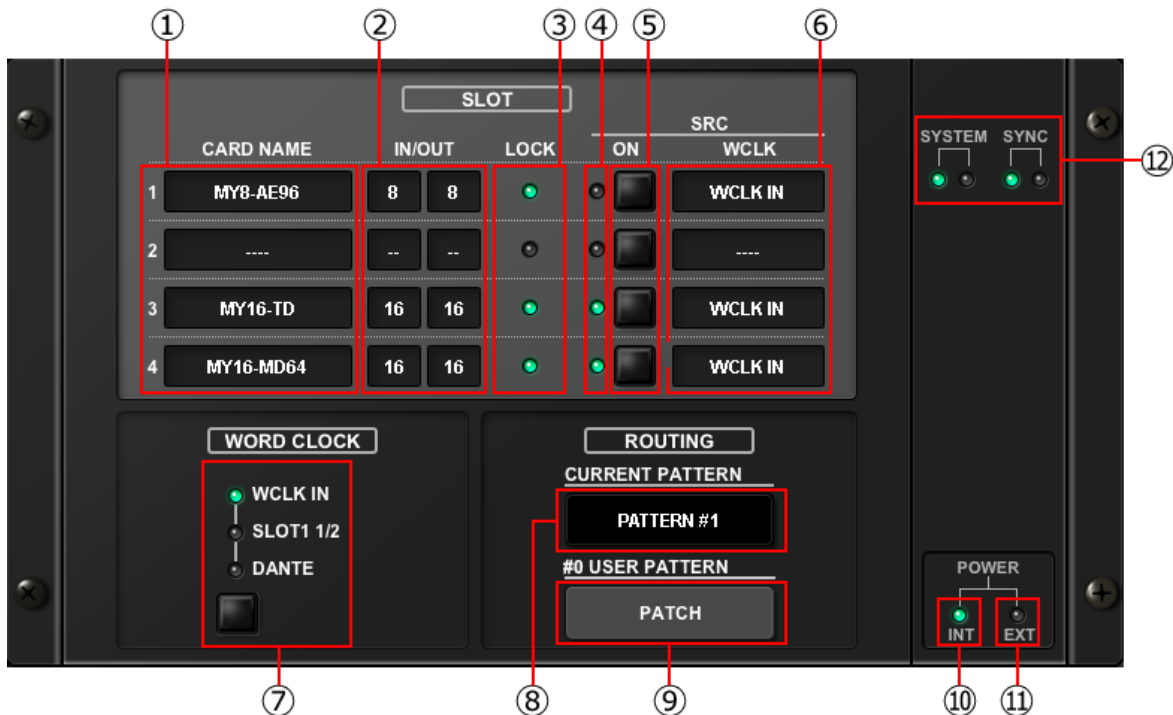 ① ② ③ ④ ⑤ ⑥
SLOT
SRC
CARD NAME IN/OUT LOCK ON WCLK
SYSTEM SYNC
⑫
1 MY8-AE96 8 8 WCLK IN
2 ---- -- -- ----
3 MY16-TD 16 16 WCLK IN
4 MY16-MD64 16 16 WCLK IN
WORD CLOCK
WCLK IN
SLOT1 1/2
DANTE
ROUTING
CURRENT PATTERN
PATTERN #1
#0 USER PATTERN
PATCH
POWER
INT EXT
⑦ ⑧ ⑨ ⑩ ⑪